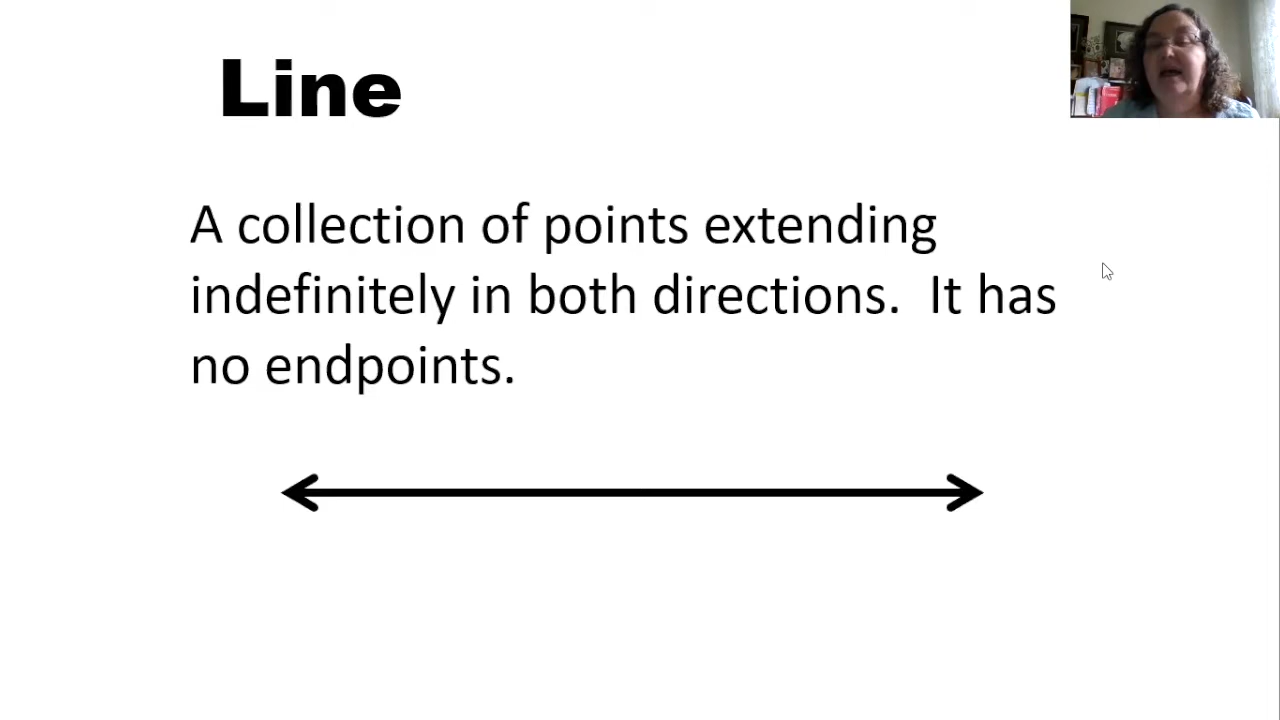 Line
A collection of points extending
indefinitely in both directions.  It has
no endpoints.